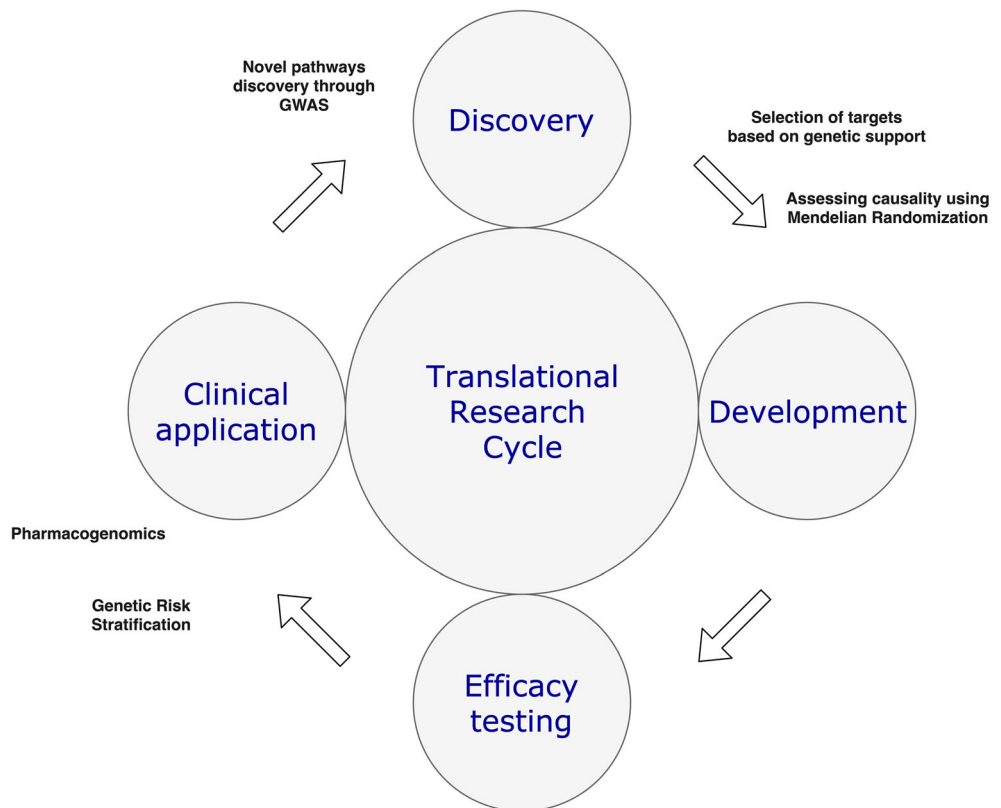 Novel pathways
discovery through
GWAS
Discovery
Selection of targets
based on genetic support
Assessing causality using
Mendelian Randomization
Clinical
application
Translational
Research
Cycle
Development
Pharmacogenomics
Genetic Risk
Stratification
Efficacy
testing